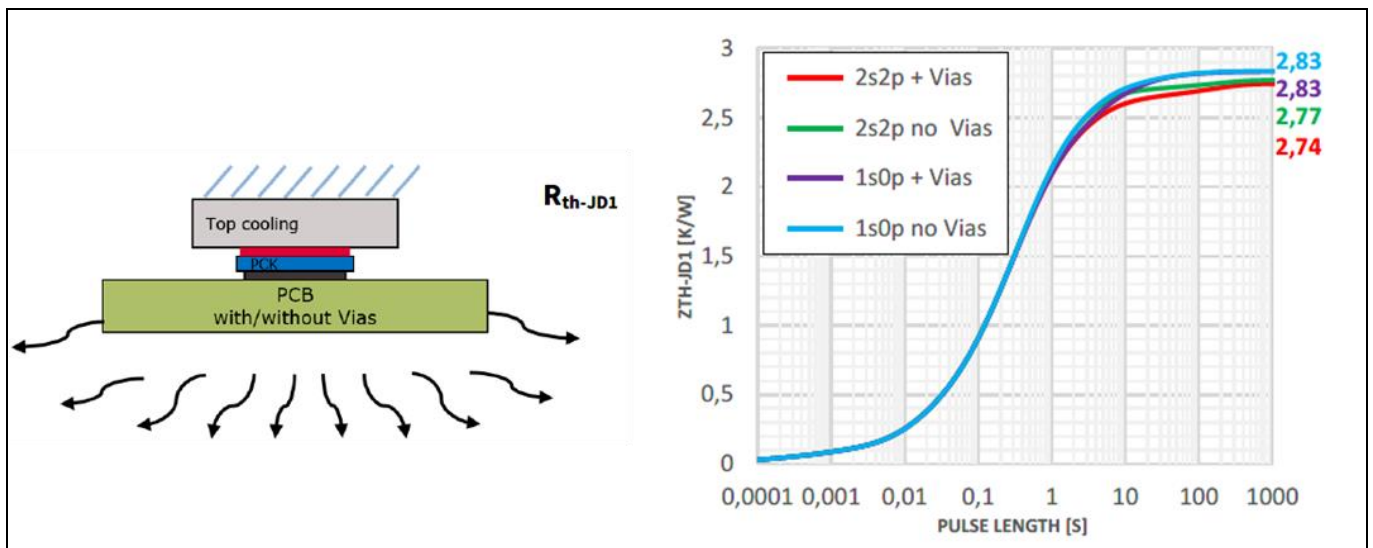 R_th-JD1
Top cooling
PCK
PCB
with/without Vias
ZTH-JD1 [K/W]
3
2,5
2
1,5
1
0,5
0
2s2p + Vias
2s2p no Vias
1s0p + Vias
1s0p no Vias
2,83
2,83
2,77
2,74
0,0001 0,001 0,01 0,1 1 10 100 1000
PULSE LENGTH [S]